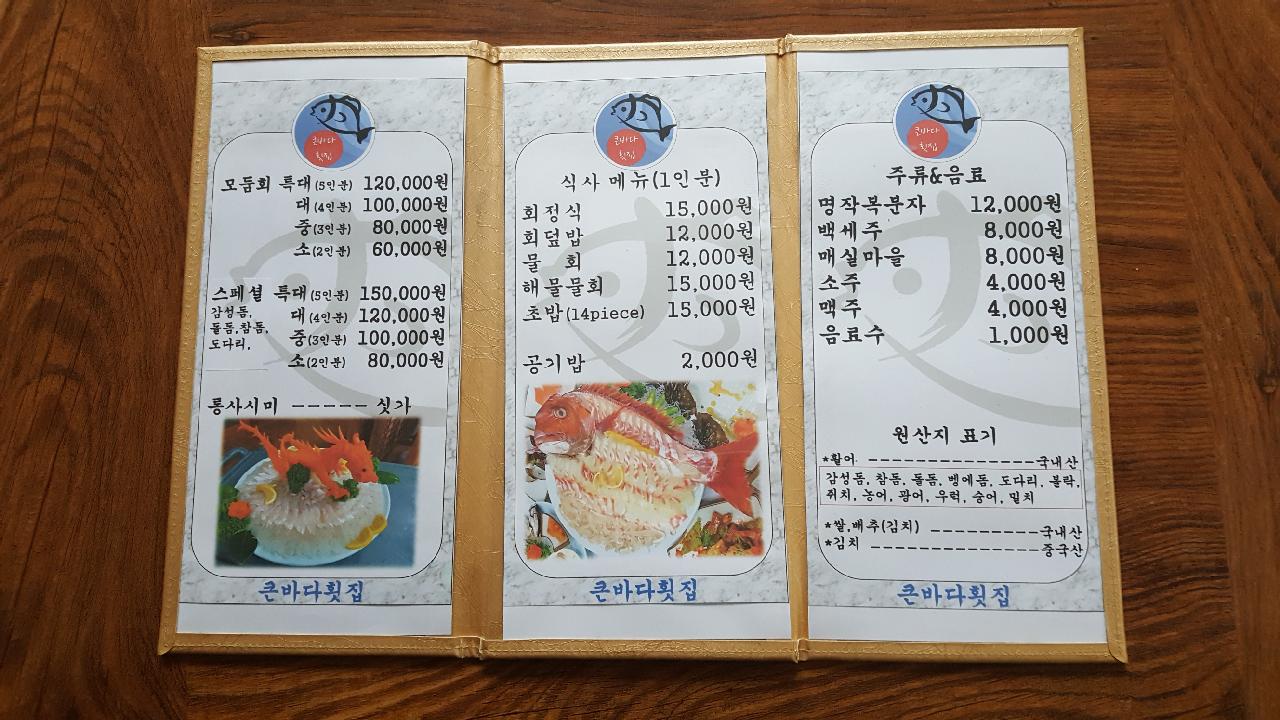 큰바다
횟집
모듬회 특대(5인분) 120,000원
대(4인분) 100,000원
중(3인분) 80,000원
소(2인분) 60,000원
스페셜 특대(5인분) 150,000원
감성돔, 대(4인분) 120,000원
돌돔,참돔, 중(3인분) 100,000원
도다리, 소(2인분) 80,000원
통사시미 ----- 싯가
큰바다횟집
큰바다
횟집
식사 메뉴(1인분)
회정식 15,000원
회덮밥 12,000원
물 회 12,000원
해물물회 15,000원
초밥(14piece) 15,000원
공기밥 2,000원
큰바다횟집
큰바다
횟집
주류&음료
명작복분자 12,000원
백세주 8,000원
매실마을 8,000원
소주 4,000원
맥주 4,000원
음료수 1,000원
원산지 표기
*활어 --------------국내산
감성돔, 참돔, 돌돔, 벵에돔, 도다리, 볼락,
쥐치, 농어, 광어, 우럭, 숭어, 밀치
*쌀,배추(김치) ---------국내산
*김치 --------------중국산
큰바다횟집